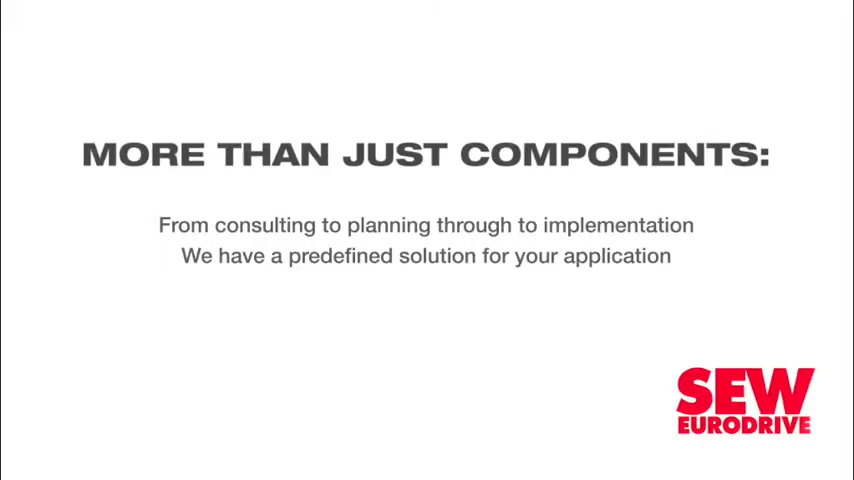 MORE THAN JUST COMPONENTS:
From consulting to planning through to implementation
We have a predefined solution for your application
SEW
EURODRIVE